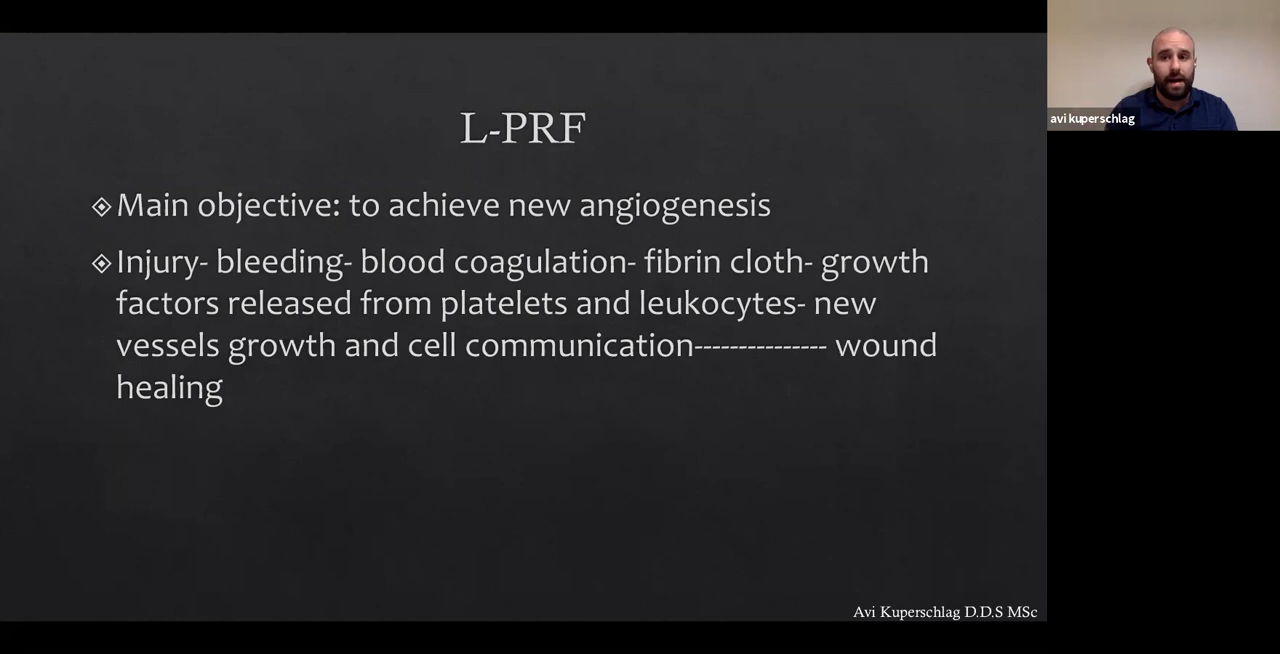 L-PRF
Main objective: to achieve new angiogenesis
Injury- bleeding- blood coagulation- fibrin cloth- growth
factors released from platelets and leukocytes- new
vessels growth and cell communication--------------- wound
healing
Avi Kuperschlag D.D.S MSc
avi kuperschlag